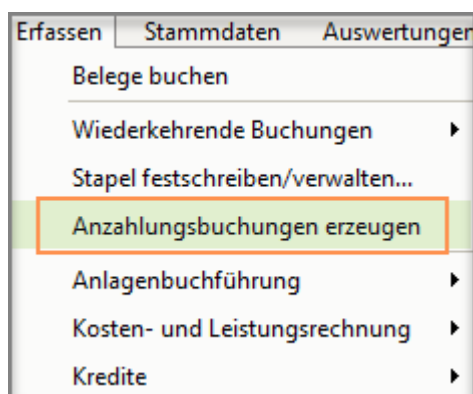 Erfassen Stammdaten Auswertungen
Belege buchen
Wiederkehrende Buchungen
Stapel festschreiben/verwalten...
Anzahlungsbuchungen erzeugen
Anlagenbuchführung
Kosten- und Leistungsrechnung
Kredite